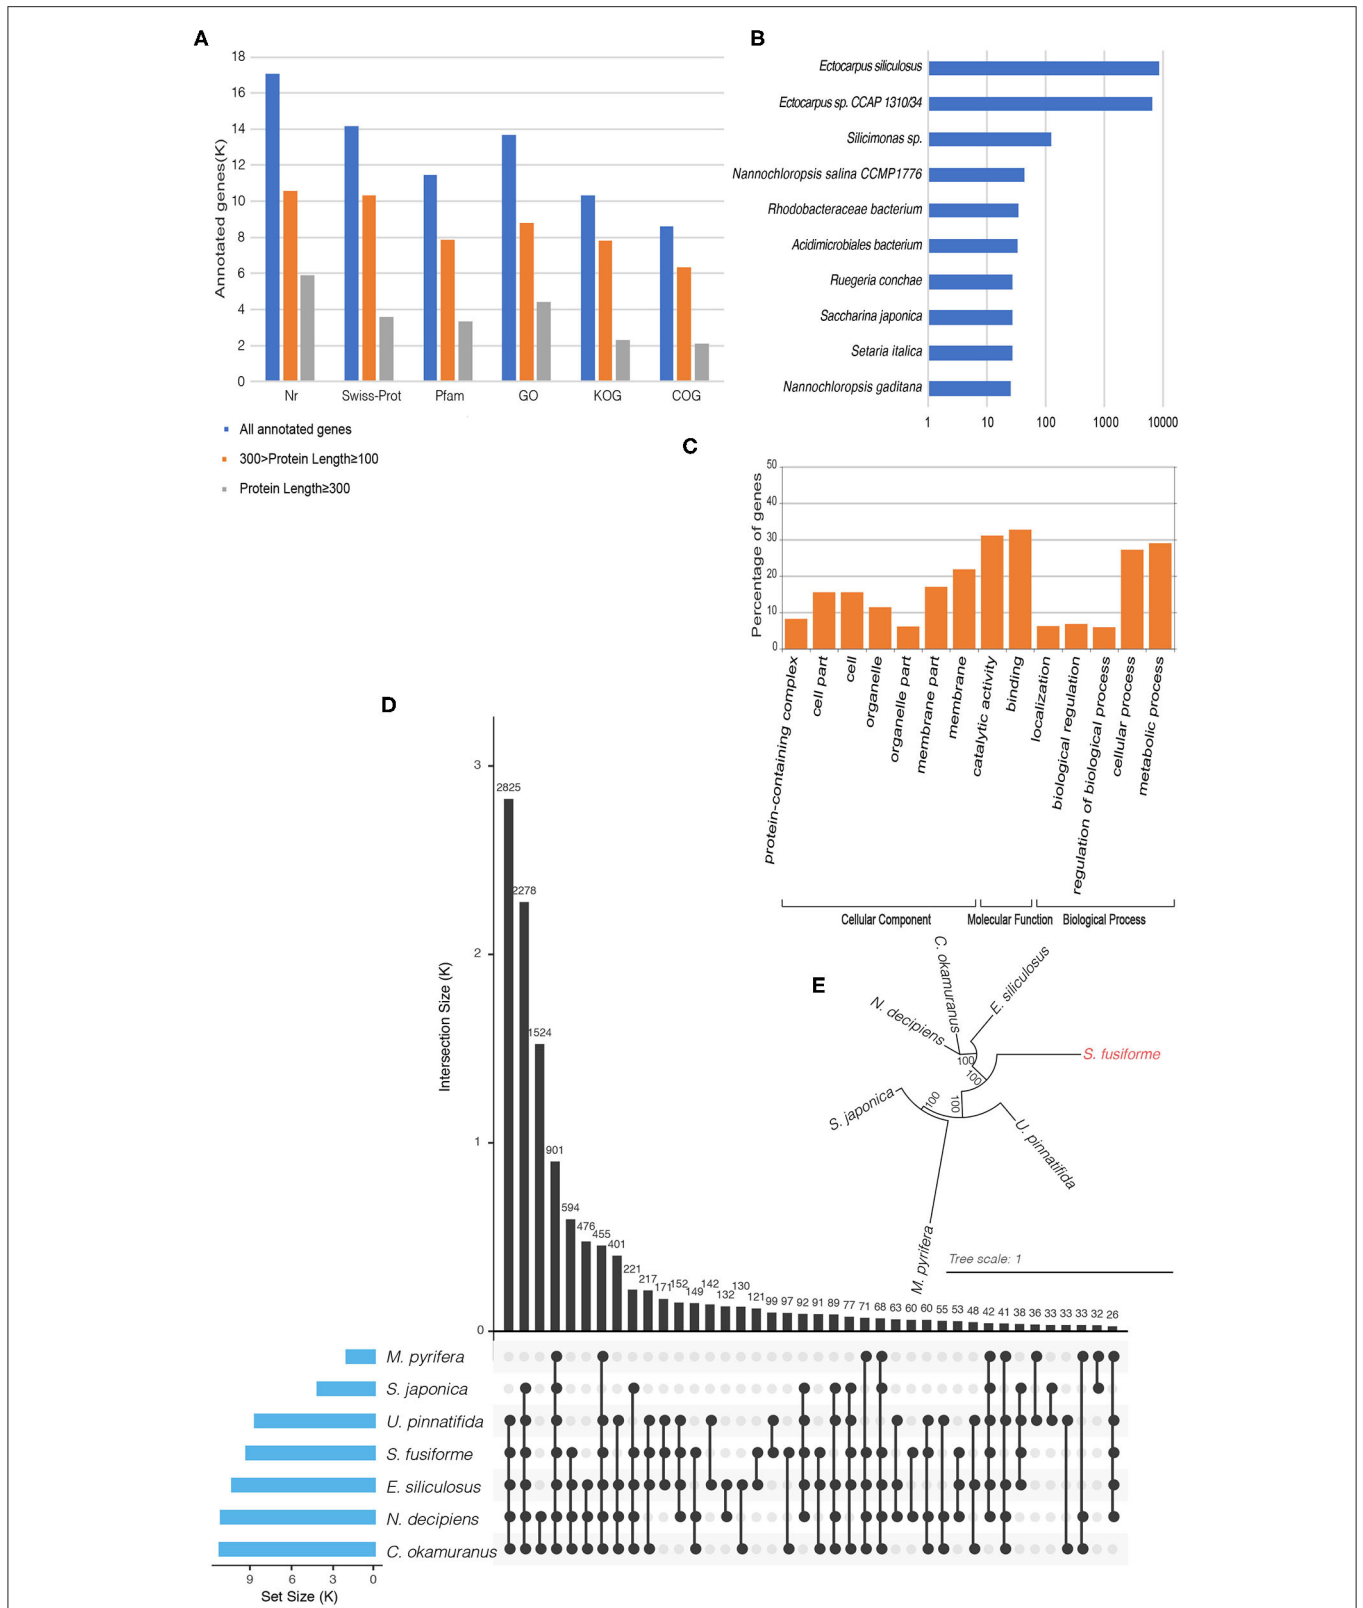 A
18
16
14
12
10
8
6
4
2
0
Annotated genes(K)
Nr
Swiss-Prot
Pfam
GO
KOG
COG
All annotated genes
300>Protein Length≥100
Protein Length≥300
B
Ectocarpus siliculosus
Ectocarpus sp. CCAP 1310/34
Silicimonas sp.
Nannochloropsis salina CCMP1776
Rhodobacteraceae bacterium
Acidimicrobiales bacterium
Ruegeria conchae
Saccharina japonica
Setaria italica
Nannochloropsis gaditana
1
10
100
1000
10000
C
50
40
30
20
10
0
Percentage of genes
protein-containing complex
cell part
cell
organelle
organelle part
membrane part
membrane
catalytic activity
binding
localization
biological regulation
regulation of biological process
cellular process
metabolic process
Cellular Component
Molecular Function
Biological Process
D
3
2
1
0
Intersection Size (K)
2825
2278
1524
901
594
476
455
401
221
217
171
152
149
142
132
130
121
99
97
92
91
89
77
71
68
63
60
60
55
53
48
42
41
38
36
33
33
33
32
26
M. pyrifera
S. japonica
U. pinnatifida
S. fusiforme
E. siliculosus
N. decipiens
C. okamuranus
9
6
3
0
Set Size (K)
E
C. okamuranus
E. siliculosus
N. decipiens
S. fusiforme
S. japonica
U. pinnatifida
M. pyrifera
100
100
100
100
Tree scale: 1